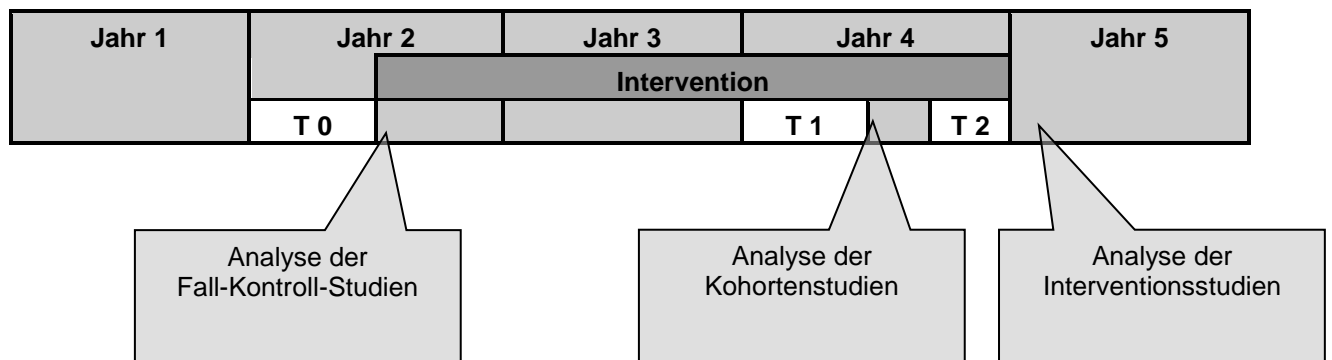 Jahr 1 Jahr 2 Jahr 3 Jahr 4 Jahr 5
Intervention
T 0 T 1 T 2
Analyse der
Fall-Kontroll-Studien
Analyse der
Kohortenstudien
Analyse der
Interventionsstudien